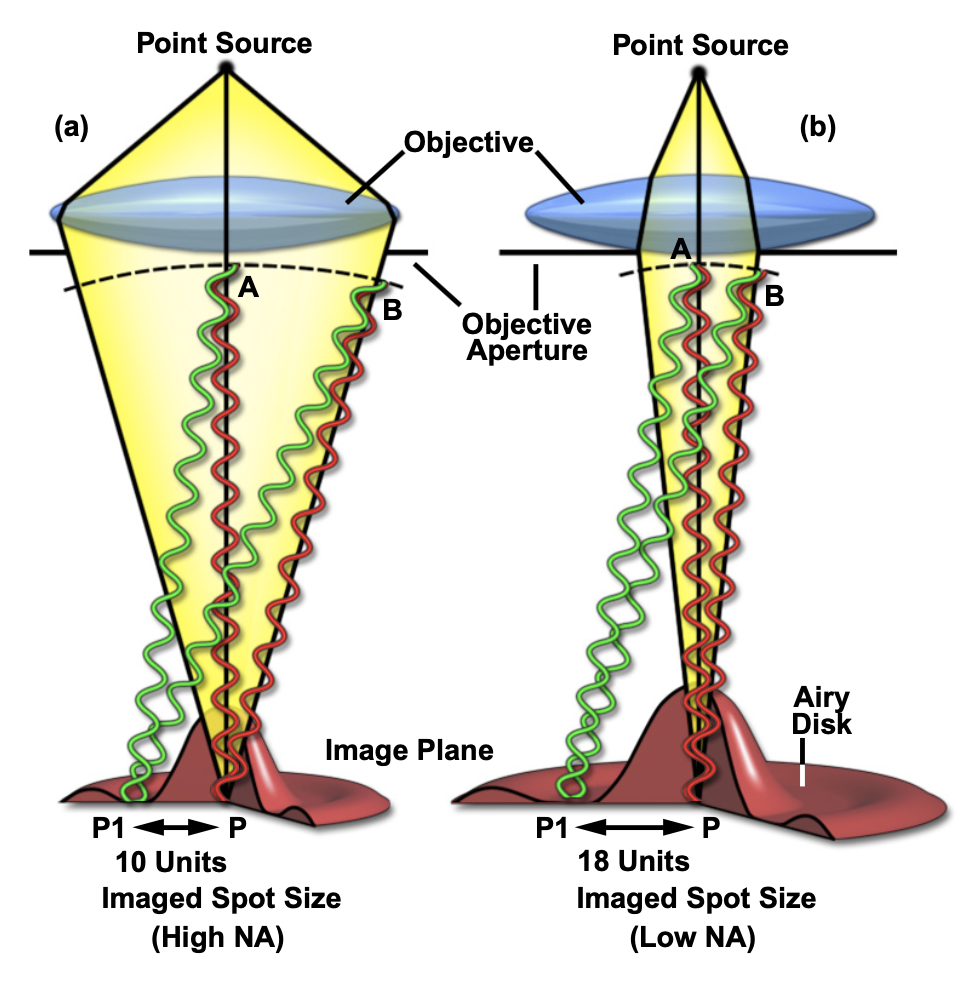 Point Source
Point Source
(a)
(b)
Objective
A
B
A
B
Objective
Aperture
Airy
Disk
Image Plane
P1
P
P1
P
10 Units
18 Units
Imaged Spot Size
(High NA)
Imaged Spot Size
(Low NA)